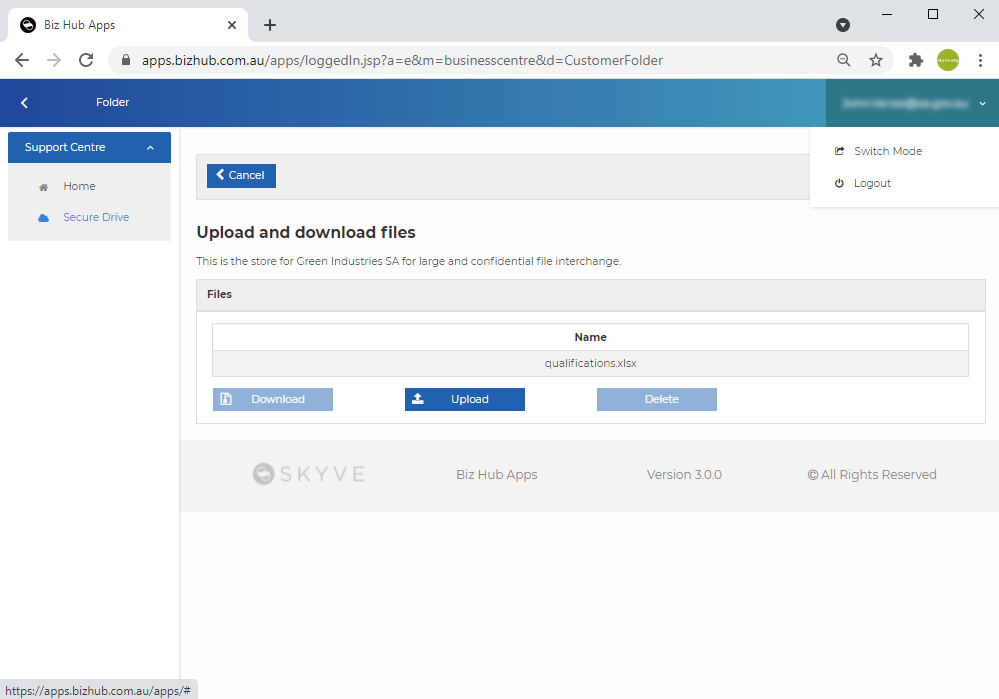 Biz Hub Apps
apps.bizhub.com.au/apps/loggedIn.jsp?a=e&m=businesscentre&d=CustomerFolder
Folder
Support Centre
Switch Mode
Cancel
Home
Logout
Secure Drive
Upload and download files
This is the store for Green Industries SA for large and confidential file interchange.
Files
Name
qualifications.xlsx
Download Upload Delete
SKYVE Biz Hub Apps Version 3.0.0 © All Rights Reserved
https://apps.bizhub.com.au/apps/#